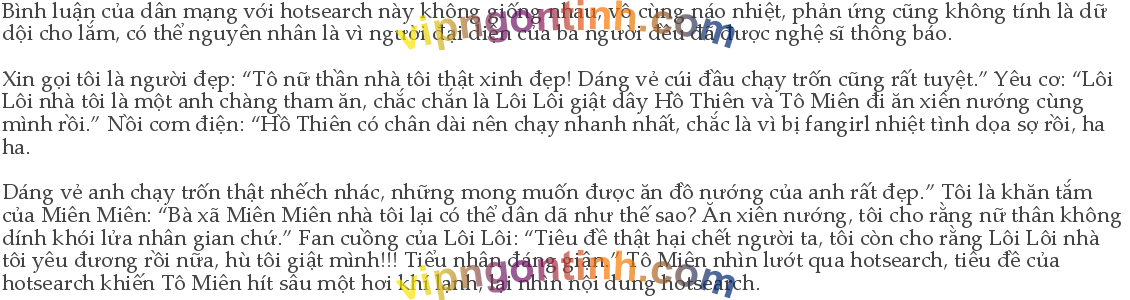 Bình luận của dân mạng với hotsearch này không giống nhau, vô cùng náo nhiệt, phản ứng cũng không tính là dữ
dội cho lắm, có thể nguyên nhân là vì người đại diện của ba người đều đã được nghệ sĩ thông báo.
vipngontinh.com
Xin gọi tôi là người đẹp: “Tô nữ thần nhà tôi thật xinh đẹp! Dáng vẻ cúi đầu chạy trốn cũng rất tuyệt.” Yêu cơ: “Lôi
Lôi nhà tôi là một anh chàng tham ăn, chắc chắn là Lôi Lôi giật dây Hồ Thiên và Tô Miên đi ăn xiên nướng cùng
mình rồi.” Nồi cơm điện: “Hồ Thiên có chân dài nên chạy nhanh nhất, chắc là vì bị fangirl nhiệt tình dọa sợ rồi, ha
ha.
Dáng vẻ anh chạy trốn thật nhếch nhác, những mong muốn được ăn đồ nướng của anh rất đẹp.” Tôi là khăn tắm
của Miên Miên: “Bà xã Miên Miên nhà tôi lại có thể dân dã như thế sao? Ăn xiên nướng, tôi cho rằng nữ thân không
dính khói lửa nhân gian chứ.” Fan cuồng của Lôi Lôi: “Tiêu đề thật hại chết người ta, tôi còn cho rằng Lôi Lôi nhà
tôi yêu đương rồi nữa, hù tôi giật mình!!! Tiểu nhân đáng giận.” Tô Miên nhìn lướt qua hotsearch, tiêu đề của
hotsearch khiến Tô Miên hít sâu một hơi khí lạnh, lại nhìn nội dung hotsearch.
vipngontinh.com